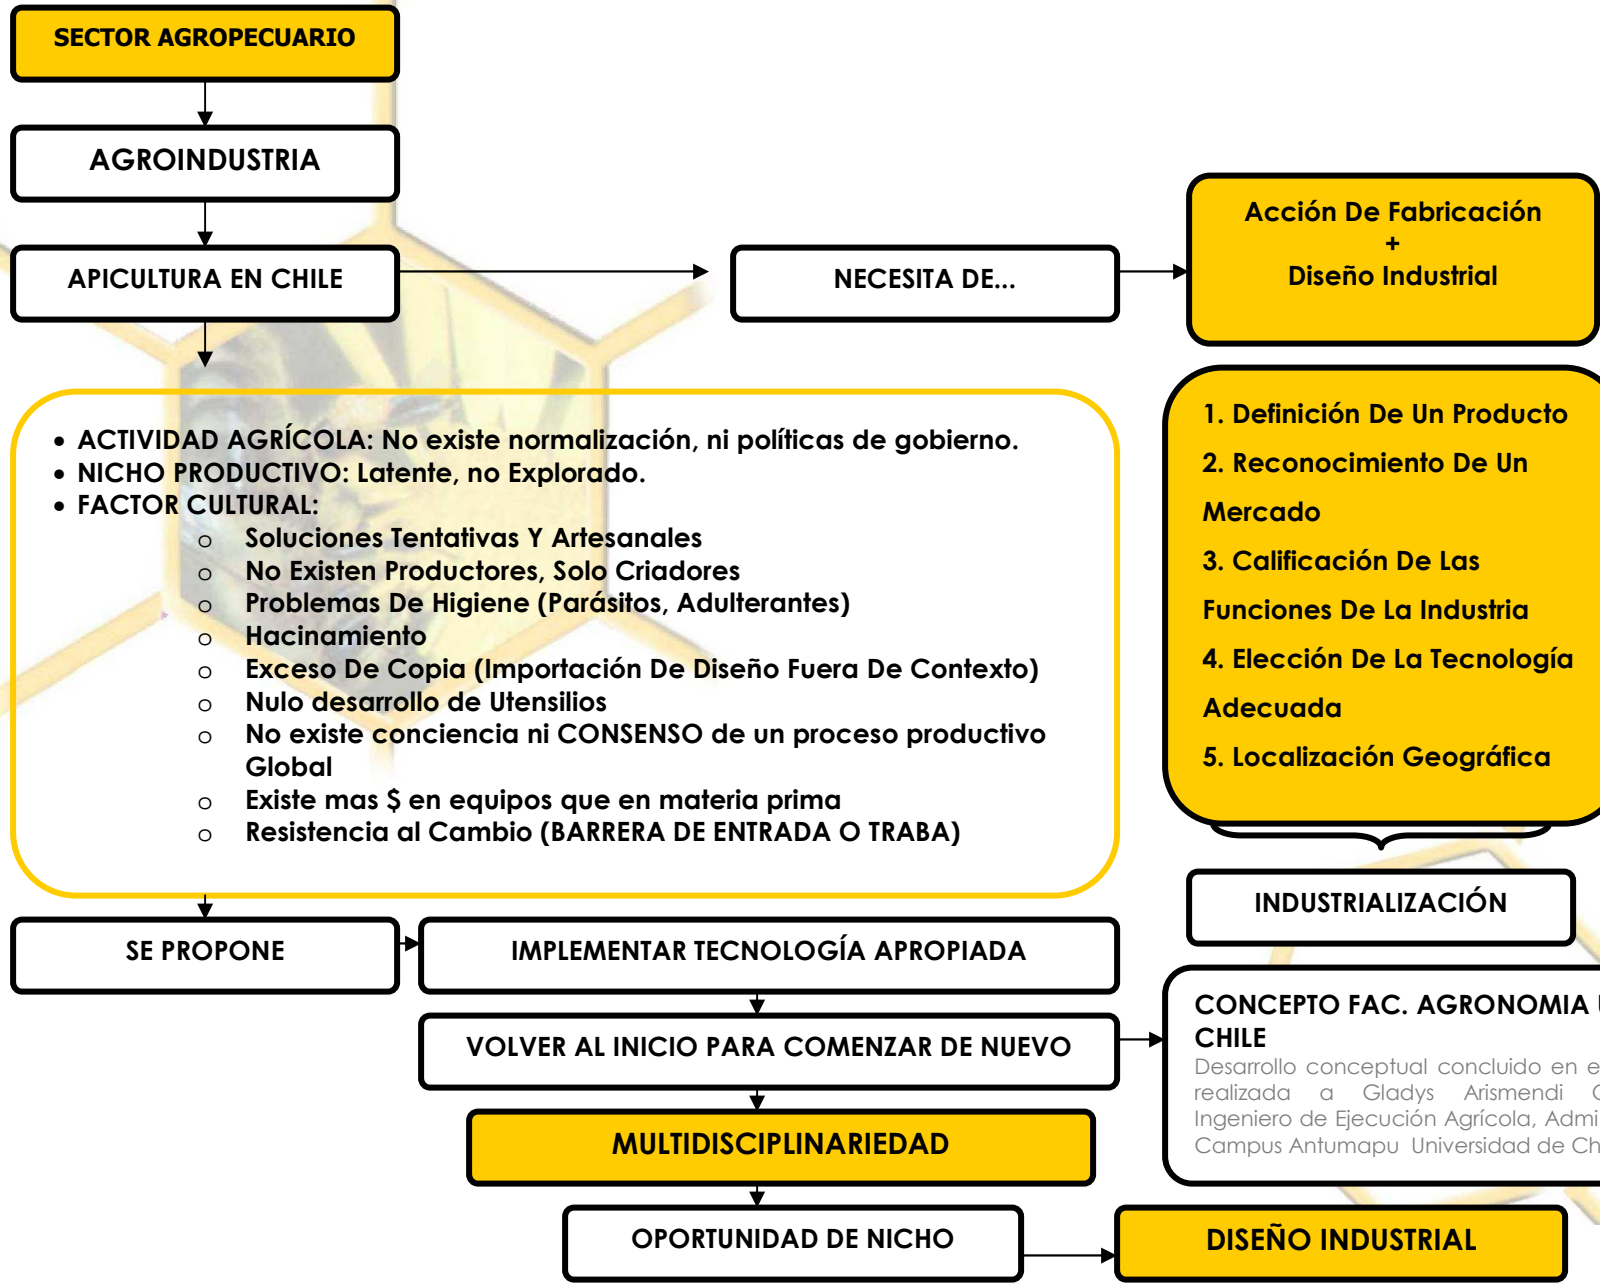 SECTOR AGROPECUARIO
AGROINDUSTRIA
APICULTURA EN CHILE
NECESITA DE...
Acción De Fabricación
+
Diseño Industrial
• ACTIVIDAD AGRÍCOLA: No existe normalización, ni políticas de gobierno.
• NICHO PRODUCTIVO: Latente, no Explorado.
• FACTOR CULTURAL:
o Soluciones Tentativas Y Artesanales
o No Existen Productores, Solo Criadores
o Problemas De Higiene (Parásitos, Adulterantes)
o Hacinamiento
o Exceso De Copia (Importación De Diseño Fuera De Contexto)
o Nulo desarrollo de Utensilios
o No existe conciencia ni CONSENSO de un proceso productivo
Global
o Existe mas $ en equipos que en materia prima
o Resistencia al Cambio (BARRERA DE ENTRADA O TRABA)
1. Definición De Un Producto
2. Reconocimiento De Un
Mercado
3. Calificación De Las
Funciones De La Industria
4. Elección De La Tecnología
Adecuada
5. Localización Geográfica
INDUSTRIALIZACIÓN
SE PROPONE
IMPLEMENTAR TECNOLOGÍA APROPIADA
VOLVER AL INICIO PARA COMENZAR DE NUEVO
CONCEPTO FAC. AGRONOMIA
CHILE
Desarrollo conceptual concluido en
realizada a Gladys Arismendi
Ingeniero de Ejecución Agrícola,
Campus Antumapu Universidad de
MULTIDISCIPLINARIEDAD
OPORTUNIDAD DE NICHO
DISEÑO INDUSTRIAL